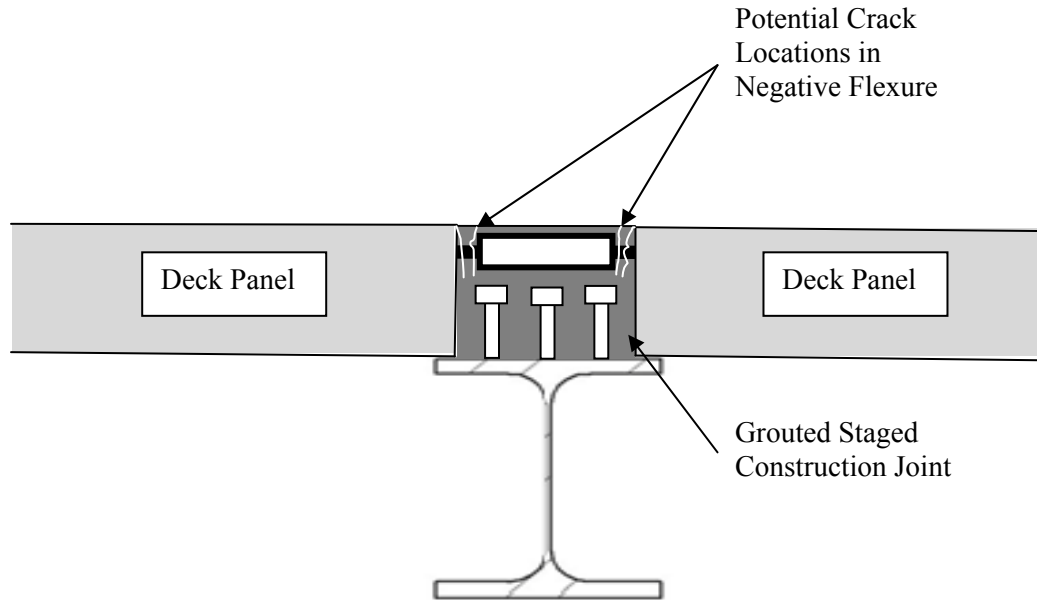 Potential Crack
Locations in
Negative Flexure
Deck Panel
Deck Panel
Grouted Staged
Construction Joint